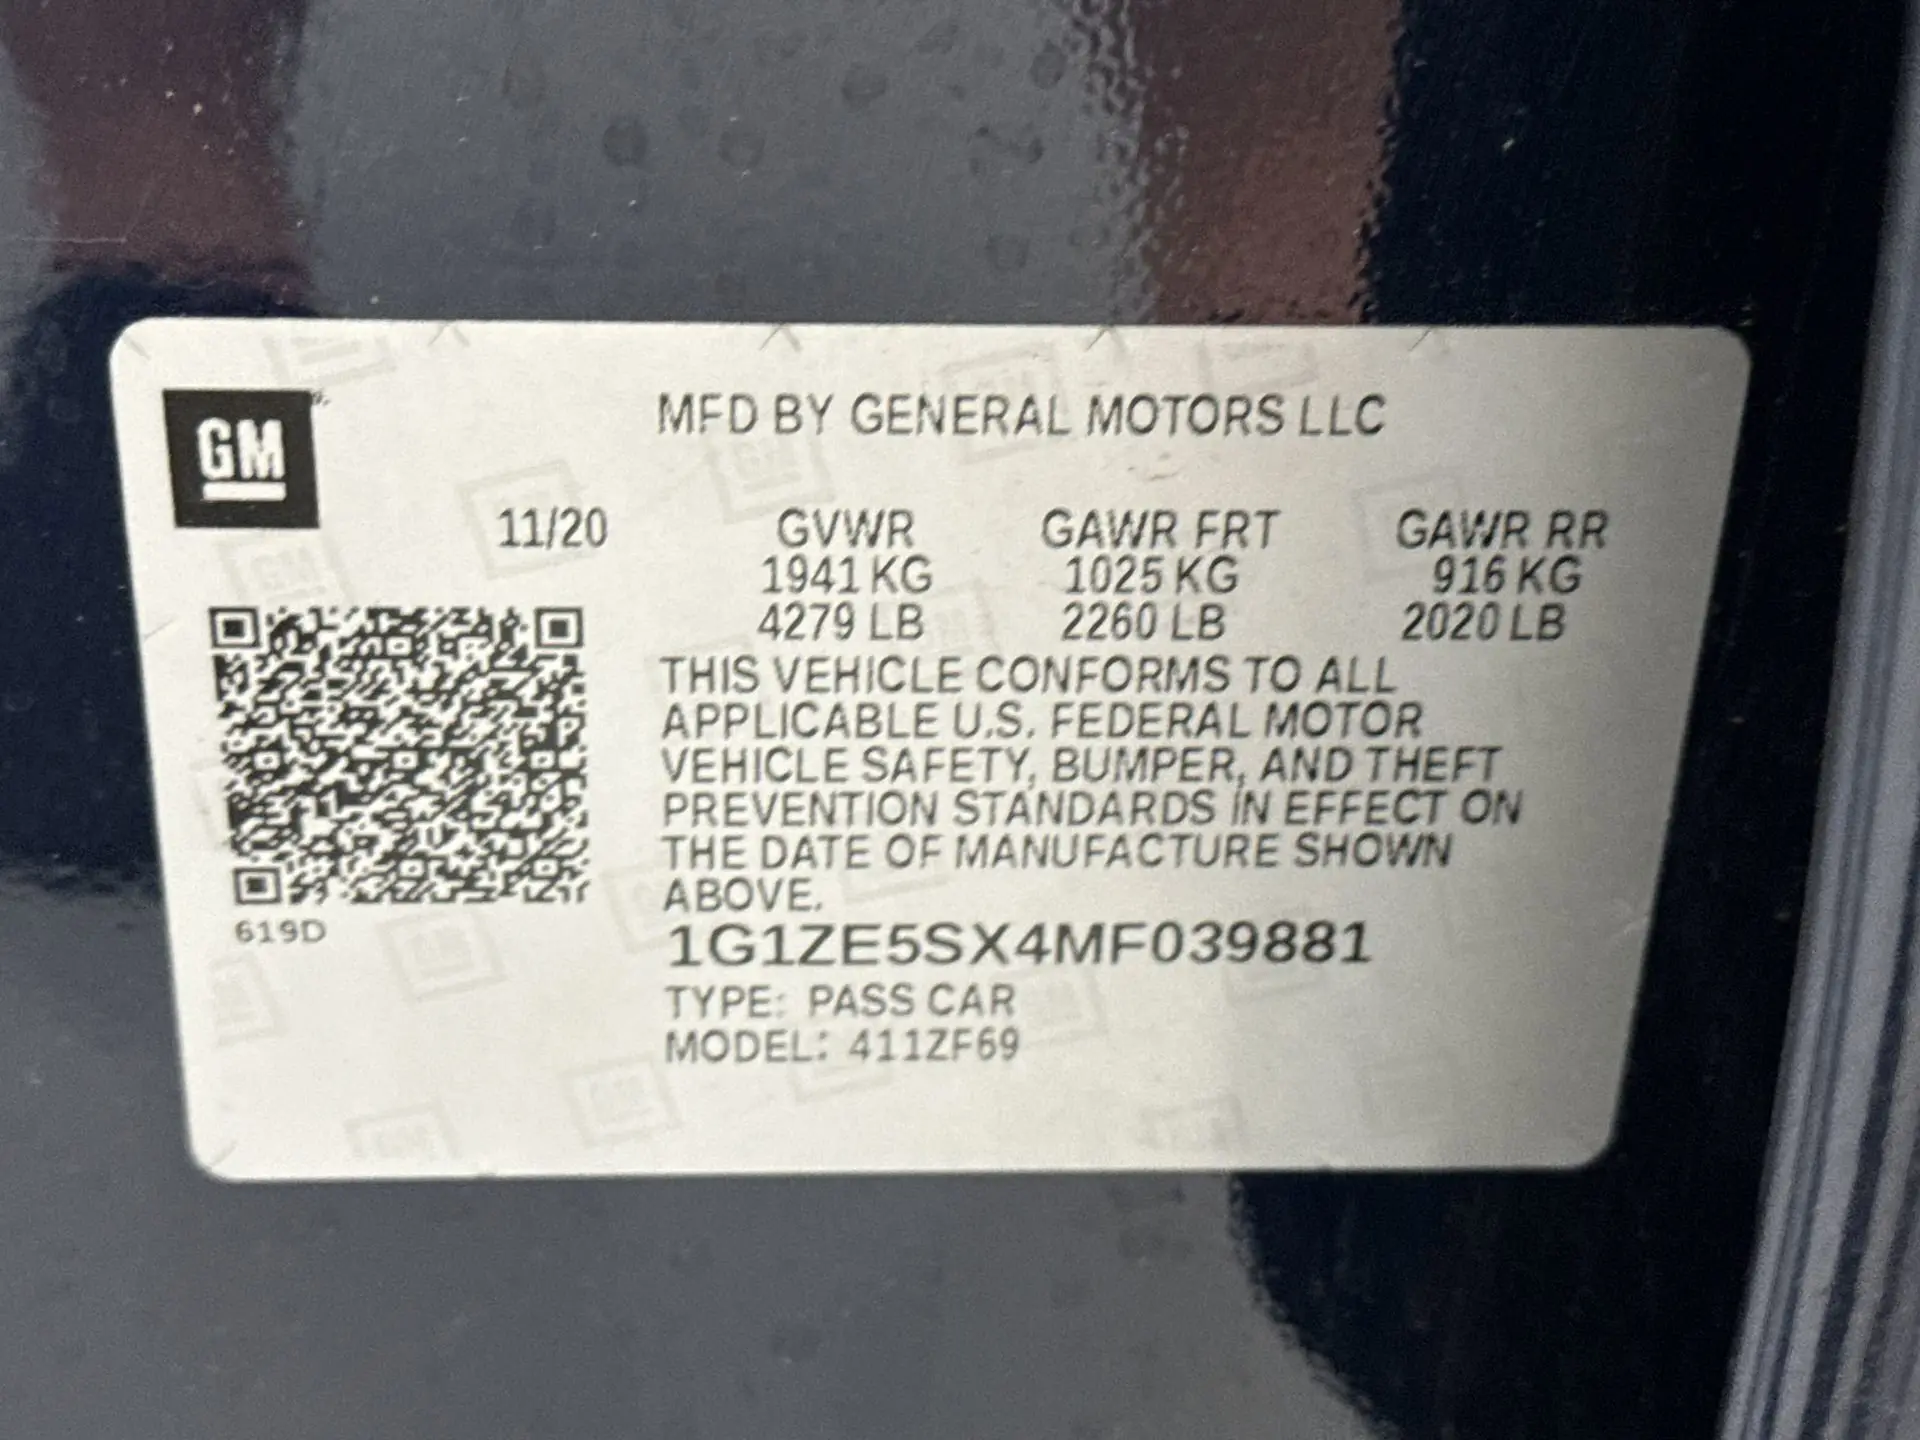 GM
MFD BY GENERAL MOTORS LLC
11/20 GVWR GAWR FRT GAWR RR
1941 KG 1025 KG 916 KG
4279 LB 2260 LB 2020 LB
THIS VEHICLE CONFORMS TO ALL
APPLICABLE U.S. FEDERAL MOTOR
VEHICLE SAFETY, BUMPER, AND THEFT
PREVENTION STANDARDS IN EFFECT ON
THE DATE OF MANUFACTURE SHOWN
ABOVE.
619D
1G1ZE5SX4MF039881
TYPE: PASS CAR
MODEL: 411ZF69